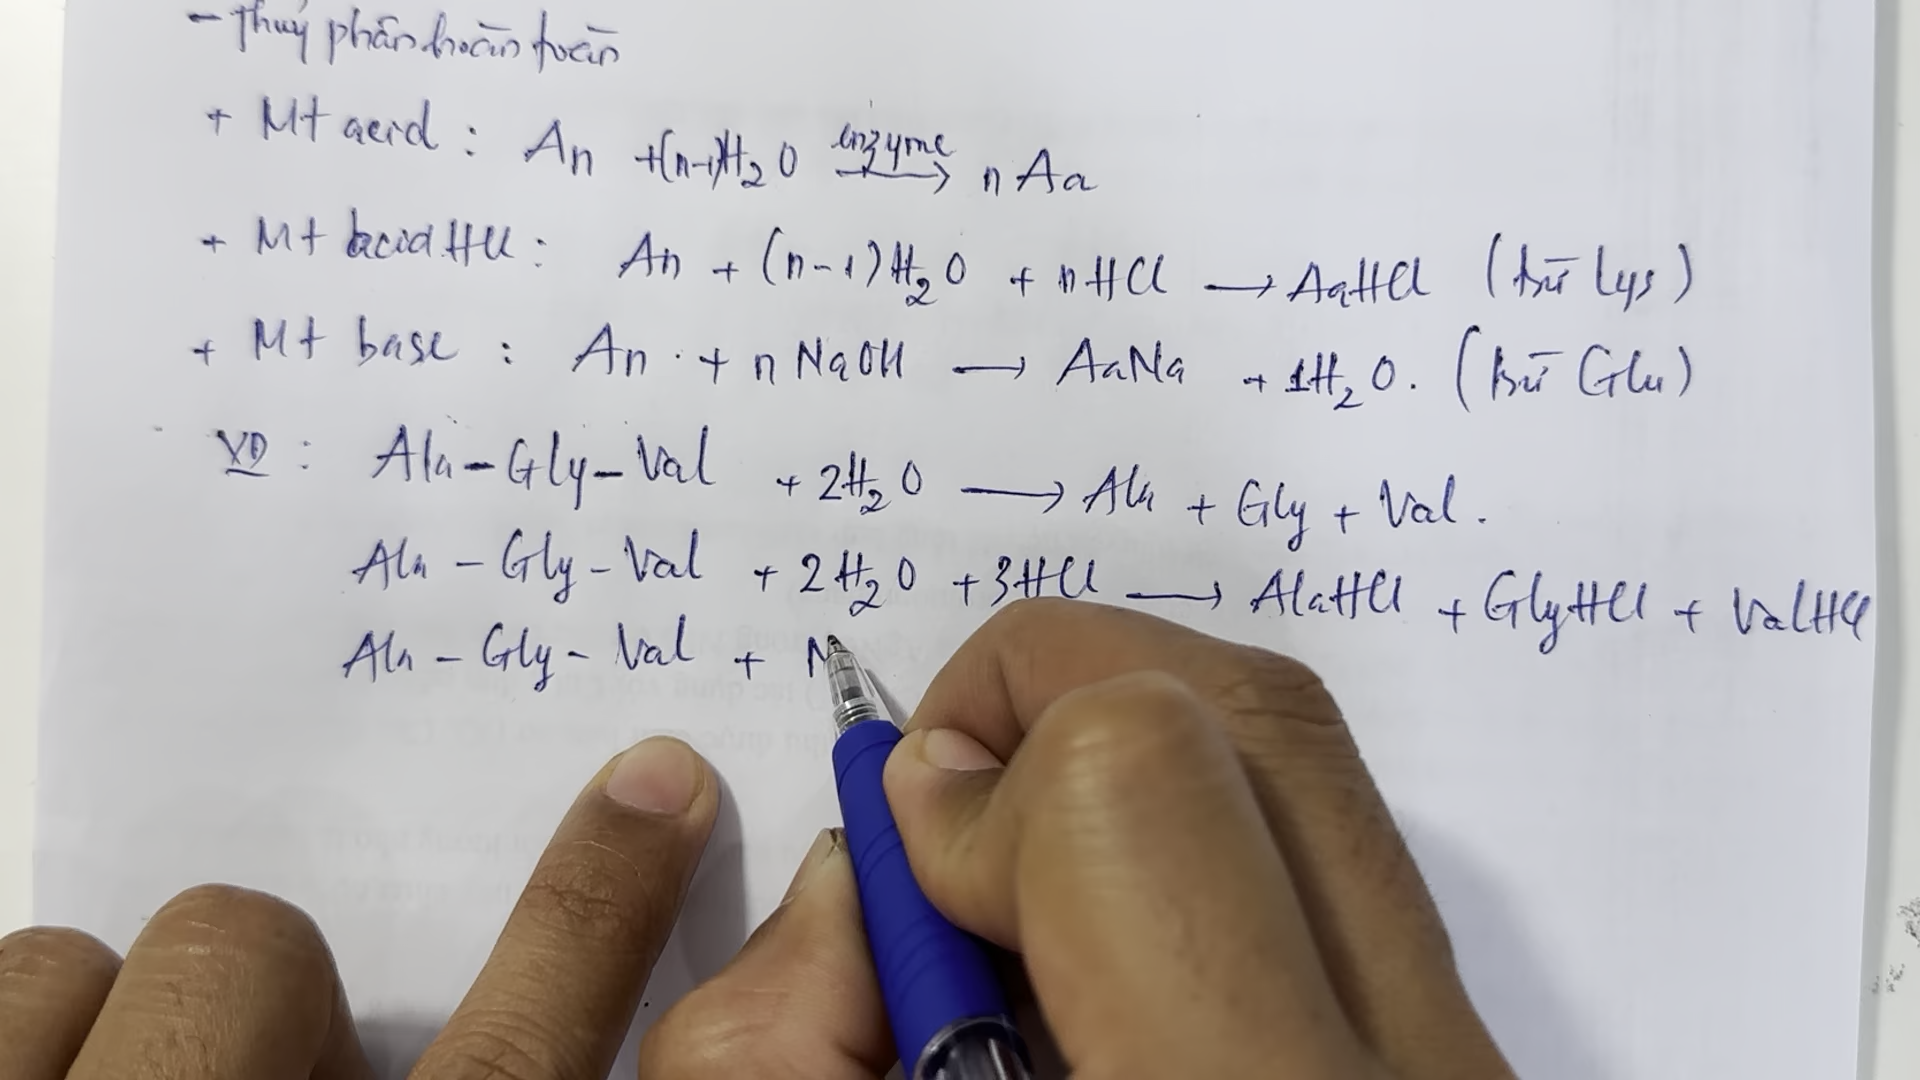 - Thuỷ phân hoàn toàn
+ Mt acid : An +(n-1)H₂O enzyme → nAa
+ Mt acid HCl : An + (n-1)H₂O + nHCl → AaHCl (trừ Lys)
+ Mt base : An + nNaOH → AaNa + 1H₂O. (trừ Glu)
VD : Ala-Gly-Val + 2H₂O → Ala + Gly + Val.
Ala - Gly - Val + 2H₂O + 3HCl → AlaHCl + GlyHCl + ValHCl
Ala - Gly - Val + N